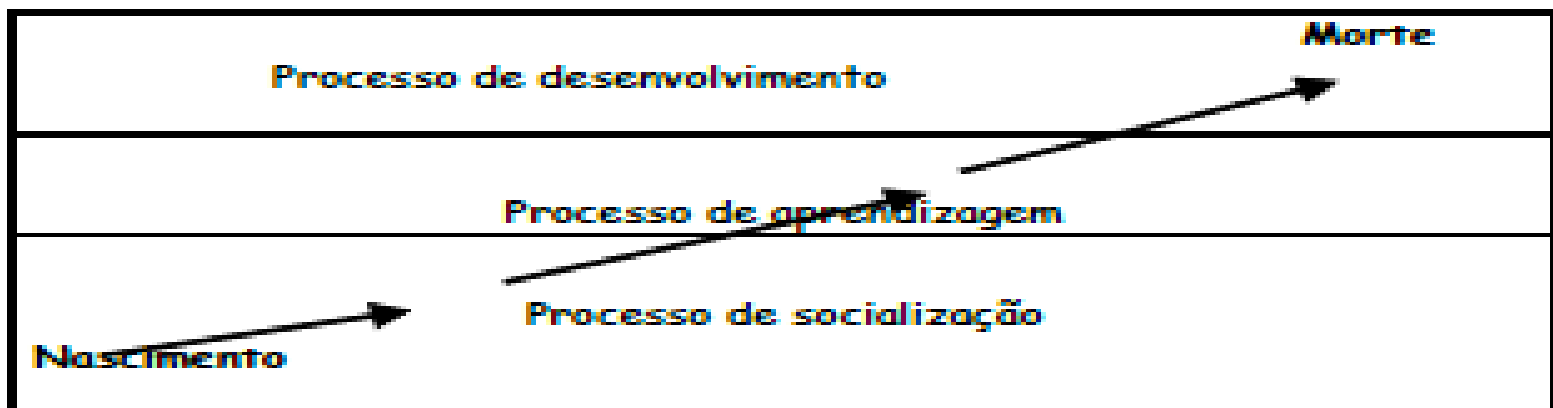 Morte
Processo de desenvolvimento
Processo de aprendizagem
Processo de socialização
Nascimento